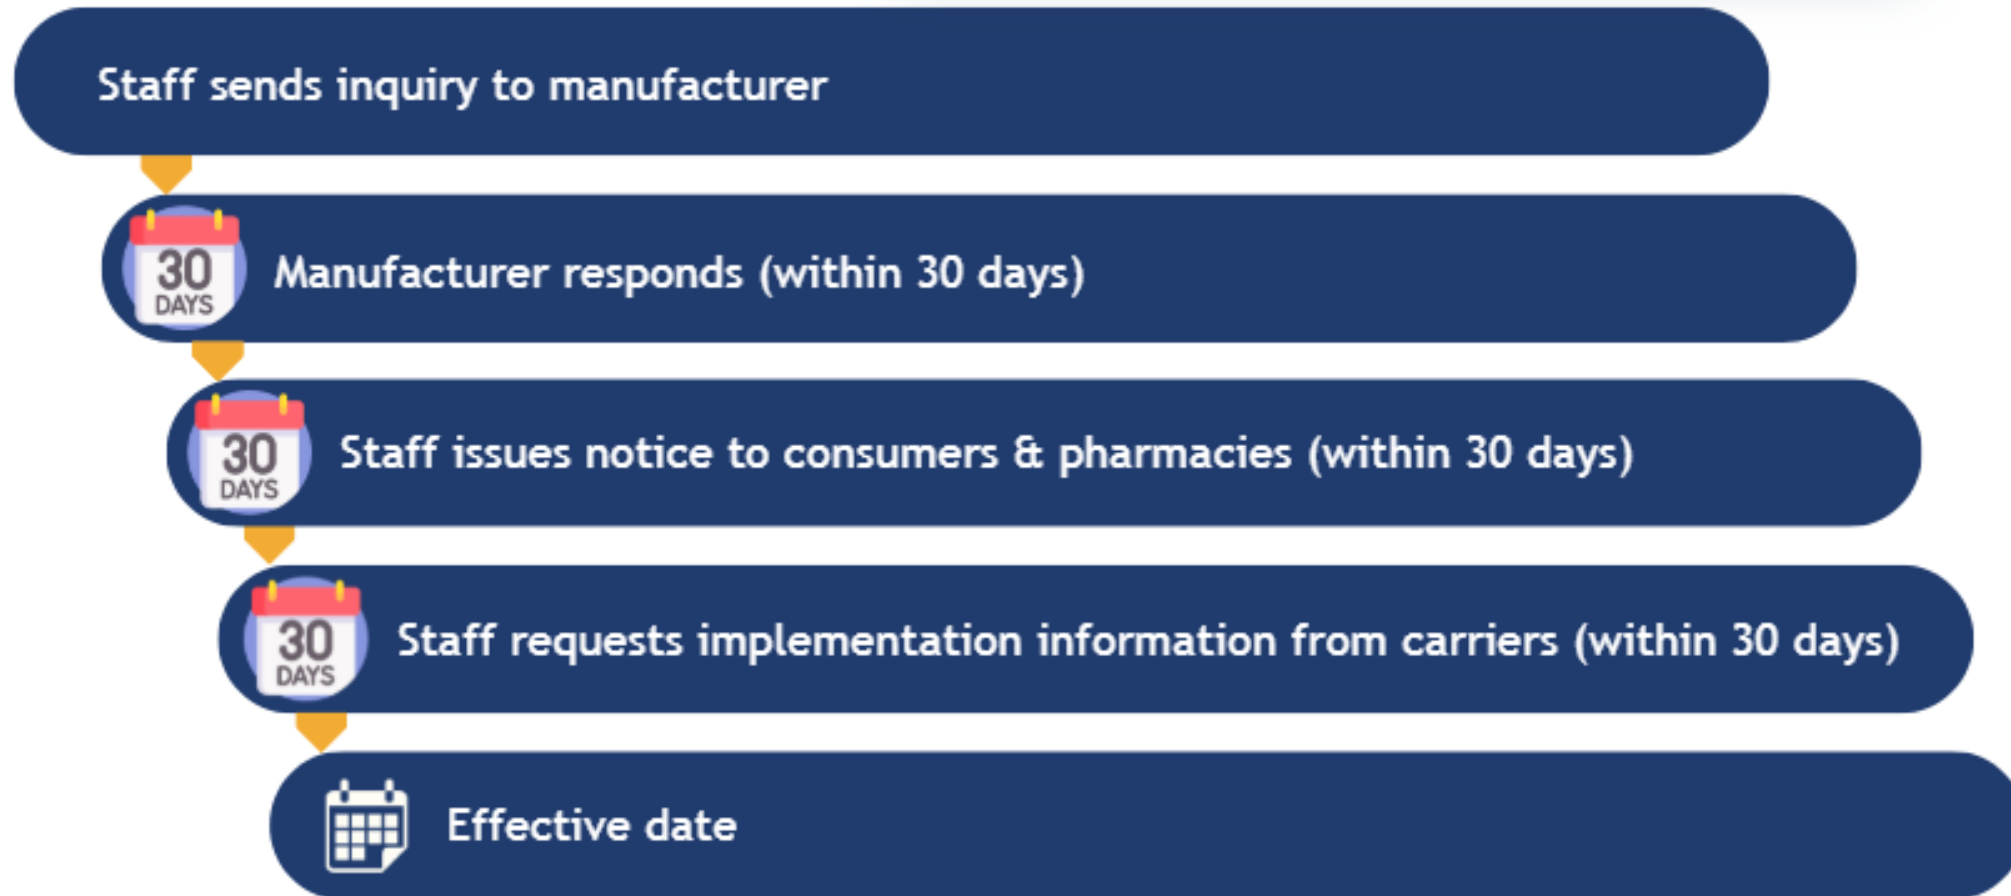 Staff sends inquiry to manufacturer
30
DAYS
Manufacturer responds (within 30 days)
30
DAYS
Staff issues notice to consumers & pharmacies (within 30 days)
30
DAYS
Staff requests implementation information from carriers (within 30 days)
Effective date